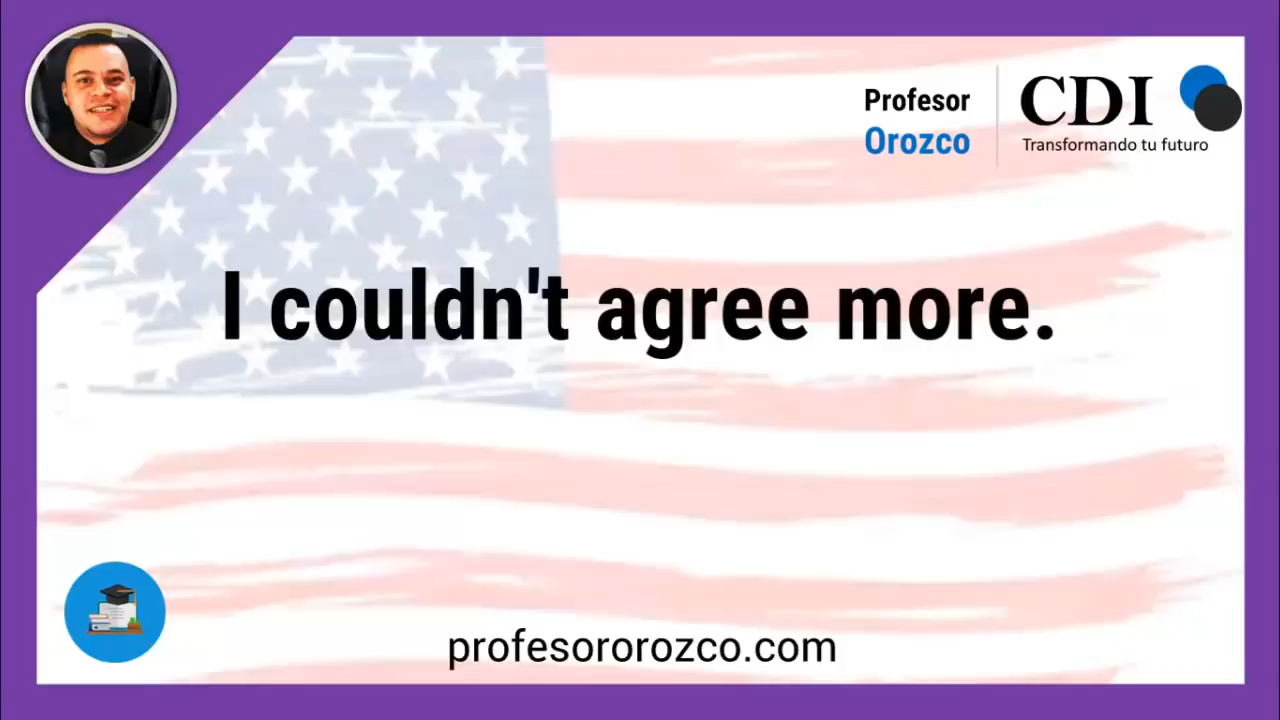 Profesor
Orozco
CDI
Transformando tu futuro
I couldn't agree more.
profesororozco.com